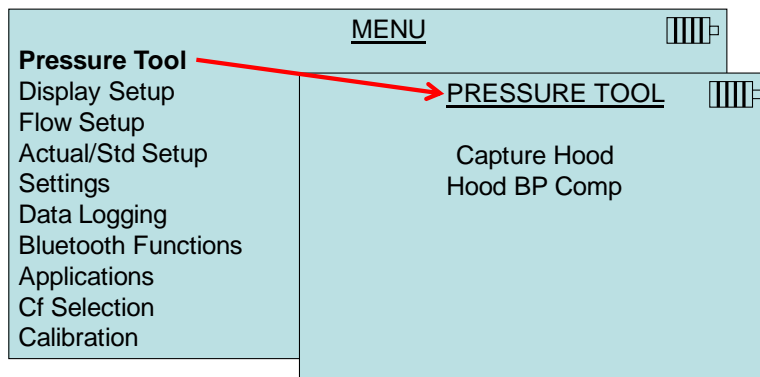 MENU
Pressure Tool
Display Setup
Flow Setup
Actual/Std Setup
Settings
Data Logging
Bluetooth Functions
Applications
Cf Selection
Calibration
PRESSURE TOOL
Capture Hood
Hood BP Comp